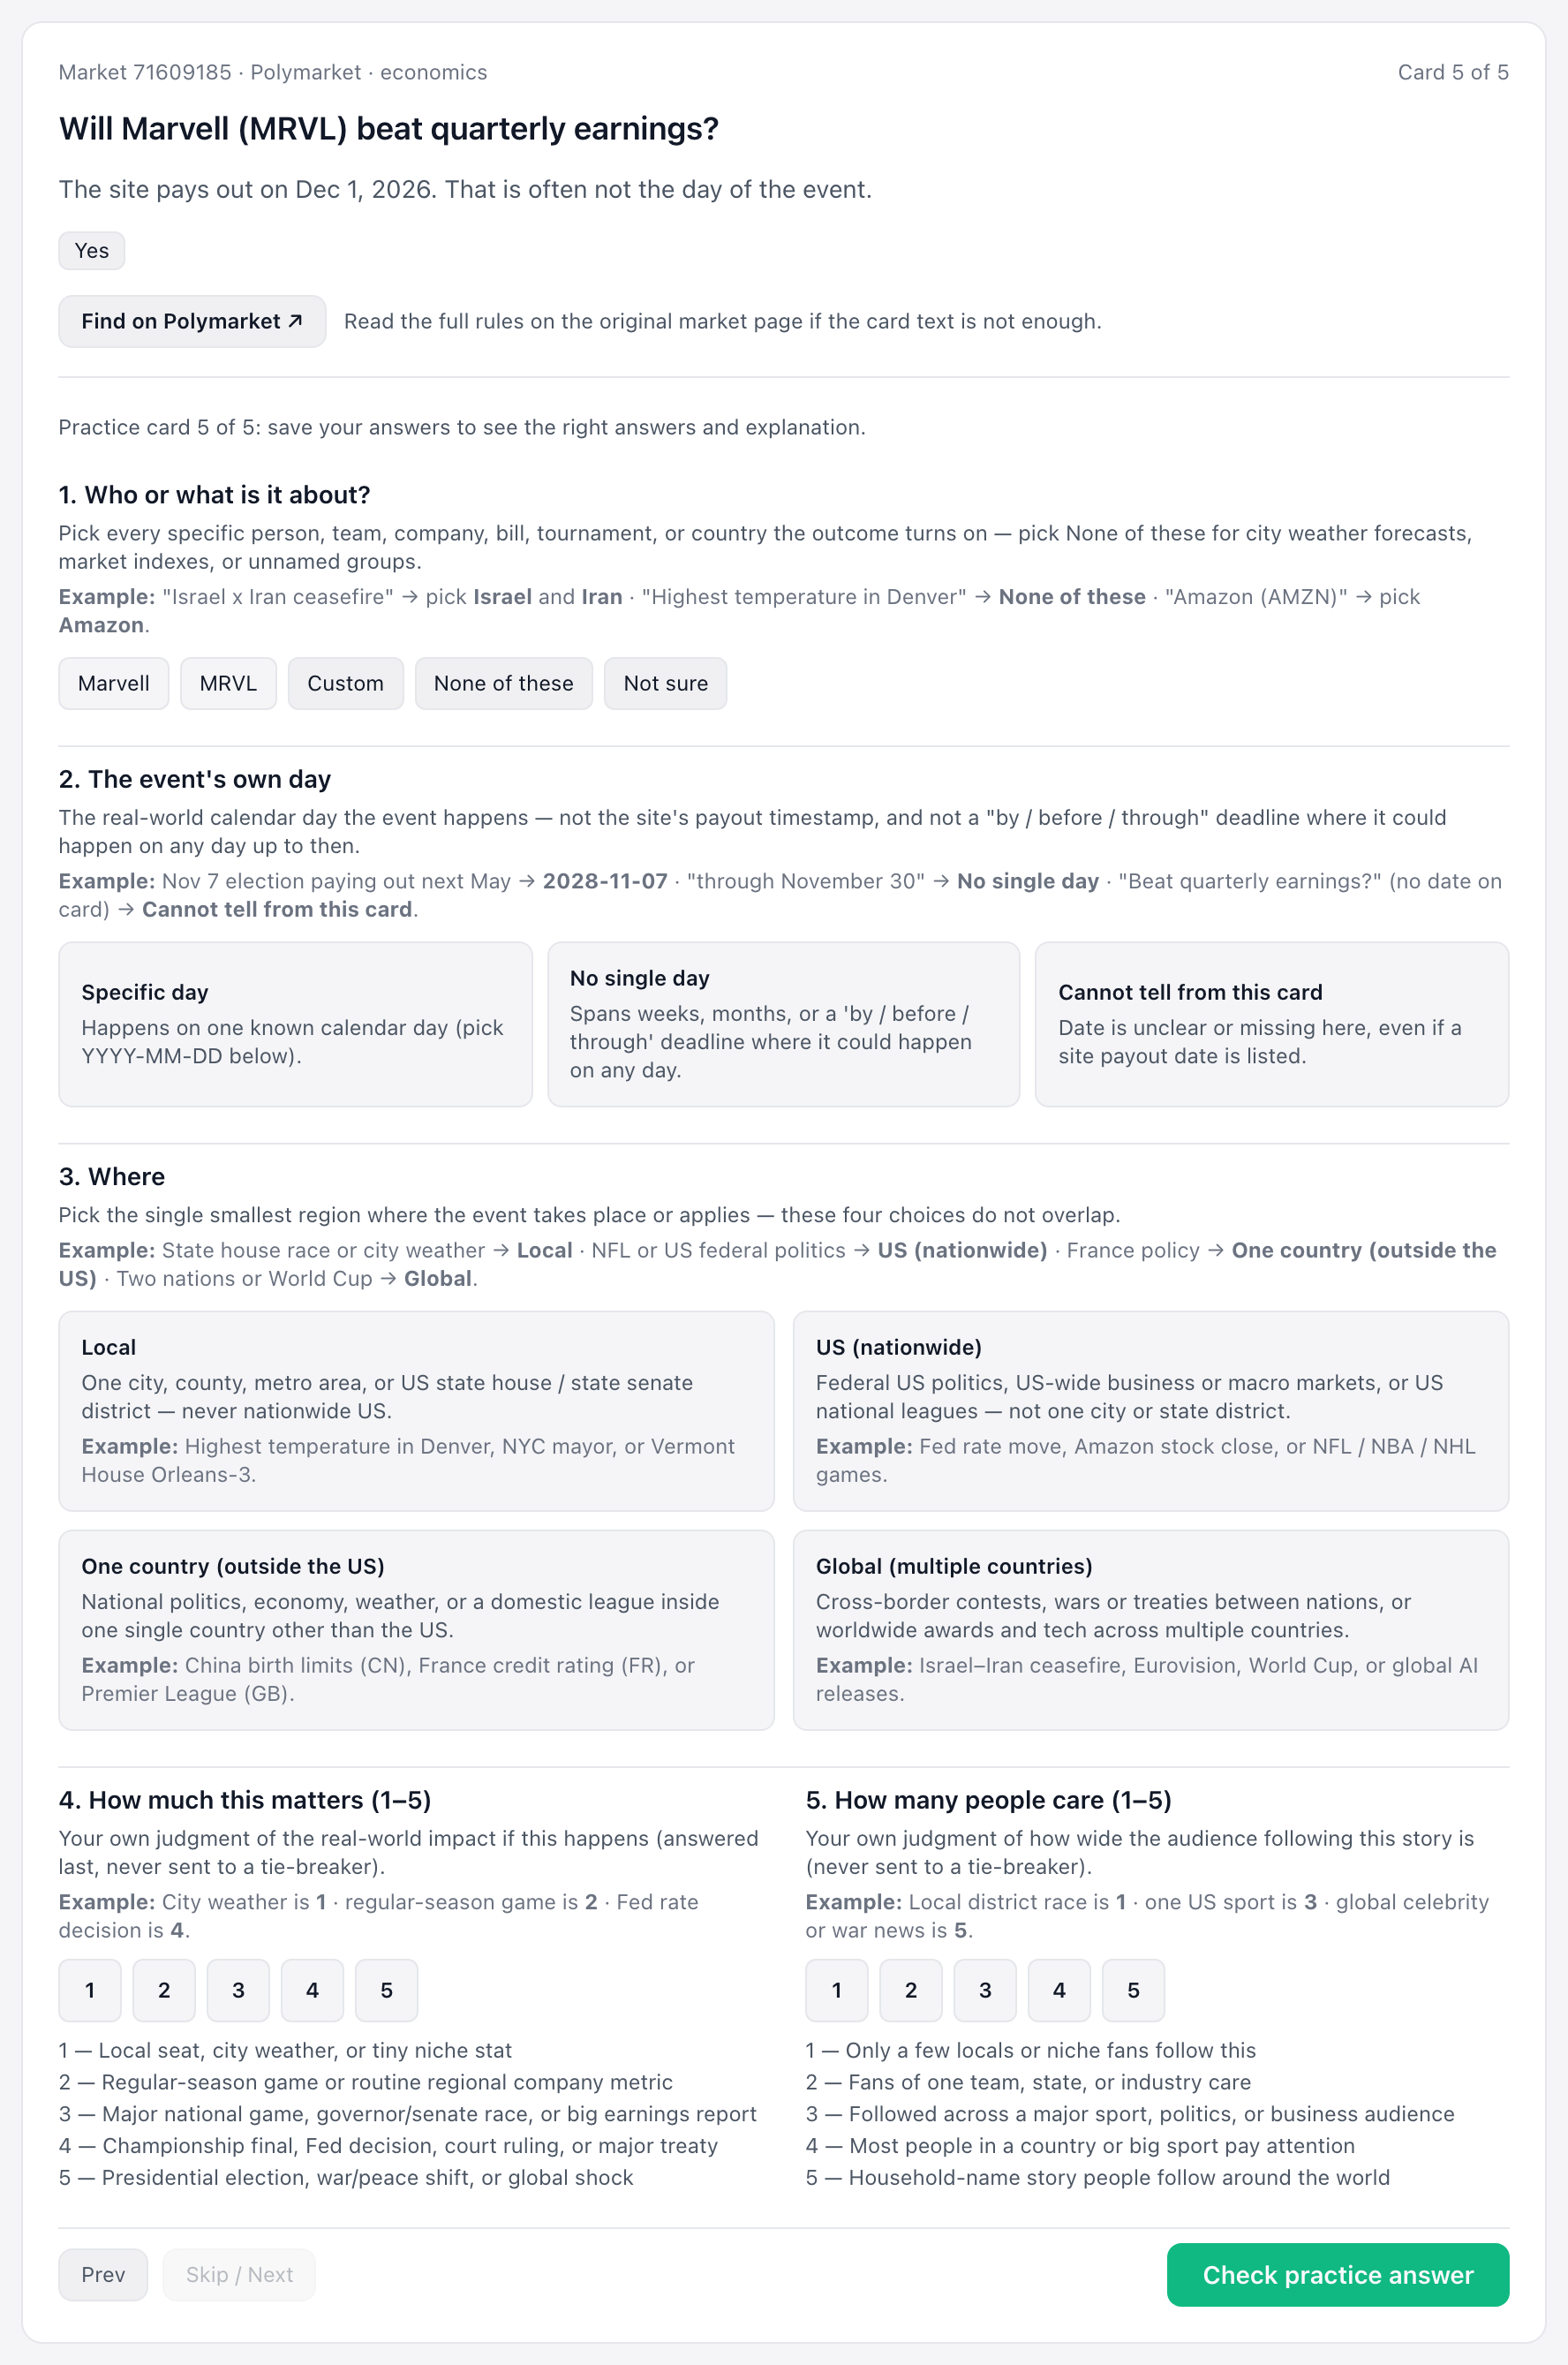 Market 71609185 · Polymarket · economics
Card 5 of 5
Will Marvell (MRVL) beat quarterly earnings?
The site pays out on Dec 1, 2026. That is often not the day of the event.
Yes
Find on Polymarket ↗
Read the full rules on the original market page if the card text is not enough.
Practice card 5 of 5: save your answers to see the right answers and explanation.
1. Who or what is it about?
Pick every specific person, team, company, bill, tournament, or country the outcome turns on — pick None of these for city weather forecasts,
market indexes, or unnamed groups.
Example: "Israel x Iran ceasefire" → pick Israel and Iran · "Highest temperature in Denver" → None of these · "Amazon (AMZN)" → pick
Amazon.
Marvell
MRVL
Custom
None of these
Not sure
2. The event's own day
The real-world calendar day the event happens — not the site's payout timestamp, and not a "by / before / through" deadline where it could
happen on any day up to then.
Example: Nov 7 election paying out next May → 2028-11-07 · "through November 30" → No single day · "Beat quarterly earnings?" (no date on
card) → Cannot tell from this card.
Specific day
Happens on one known calendar day (pick
YYYY-MM-DD below).
No single day
Spans weeks, months, or a 'by / before /
through' deadline where it could happen
on any day.
Cannot tell from this card
Date is unclear or missing here, even if a
site payout date is listed.
3. Where
Pick the single smallest region where the event takes place or applies — these four choices do not overlap.
Example: State house race or city weather → Local · NFL or US federal politics → US (nationwide) · France policy → One country (outside the
US) · Two nations or World Cup → Global.
Local
One city, county, metro area, or US state house / state senate
district — never nationwide US.
Example: Highest temperature in Denver, NYC mayor, or Vermont
House Orleans-3.
US (nationwide)
Federal US politics, US-wide business or macro markets, or US
national leagues — not one city or state district.
Example: Fed rate move, Amazon stock close, or NFL / NBA / NHL
games.
One country (outside the US)
National politics, economy, weather, or a domestic league inside
one single country other than the US.
Example: China birth limits (CN), France credit rating (FR), or
Premier League (GB).
Global (multiple countries)
Cross-border contests, wars or treaties between nations, or
worldwide awards and tech across multiple countries.
Example: Israel–Iran ceasefire, Eurovision, World Cup, or global AI
releases.
4. How much this matters (1–5)
Your own judgment of the real-world impact if this happens (answered
last, never sent to a tie-breaker).
Example: City weather is 1 · regular-season game is 2 · Fed rate
decision is 4.
1
2
3
4
5
1 — Local seat, city weather, or tiny niche stat
2 — Regular-season game or routine regional company metric
3 — Major national game, governor/senate race, or big earnings report
4 — Championship final, Fed decision, court ruling, or major treaty
5 — Presidential election, war/peace shift, or global shock
5. How many people care (1–5)
Your own judgment of how wide the audience following this story is
(never sent to a tie-breaker).
Example: Local district race is 1 · one US sport is 3 · global celebrity
or war news is 5.
1
2
3
4
5
1 — Only a few locals or niche fans follow this
2 — Fans of one team, state, or industry care
3 — Followed across a major sport, politics, or business audience
4 — Most people in a country or big sport pay attention
5 — Household-name story people follow around the world
Prev
Skip / Next
Check practice answer